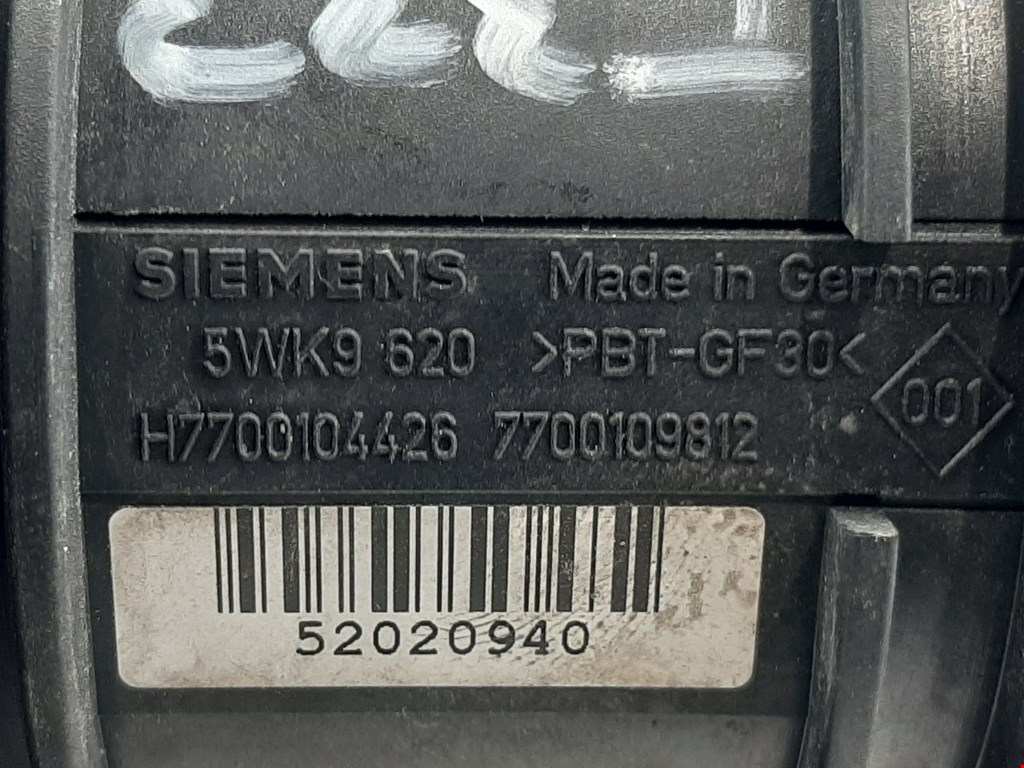 SIEMENS Made in Germany
5WK9 620 >PBT-GF30<
001
H7700104426 7700109812
52020940